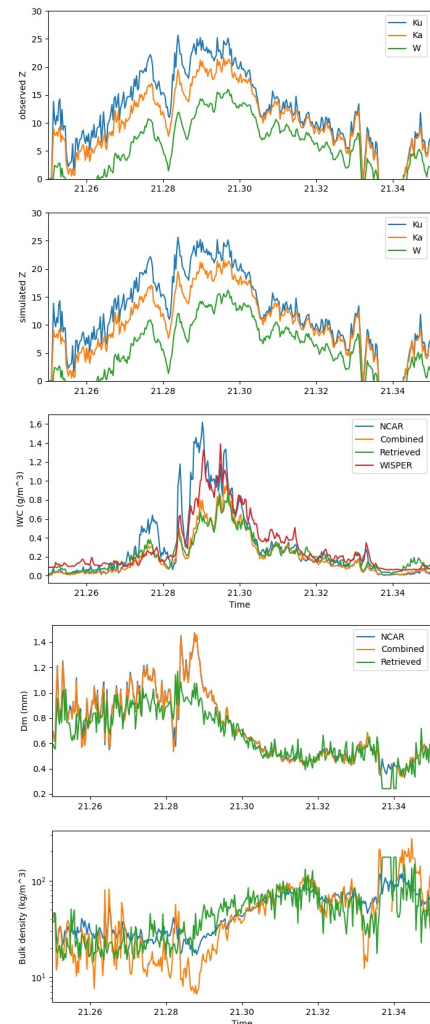 30
25
20
15
10
5
0
observed Z
Ku
Ka
W
21.26
21.28
21.30
21.32
21.34
30
25
20
15
10
5
0
simulated Z
Ku
Ka
W
21.26
21.28
21.30
21.32
21.34
1.6
1.4
1.2
1.0
0.8
0.6
0.4
0.2
0.0
IWC (g/m^3)
NCAR
Combined
Retrieved
WISPER
21.26
21.28
21.30
21.32
21.34
Time
1.4
1.2
1.0
0.8
0.6
0.4
0.2
Dm (mm)
NCAR
Combined
Retrieved
21.26
21.28
21.30
21.32
21.34
10^2
10^1
Bulk density (kg/m^3)
21.26
21.28
21.30
21.32
21.34
Time